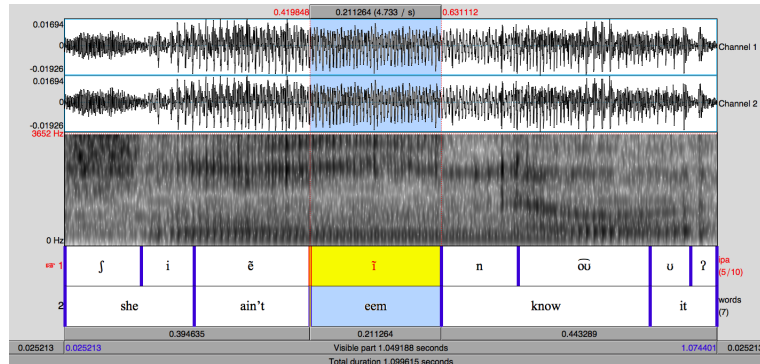 0.419848 0.211264 (4.733 / s) 0.631112
0.01694
0
-0.01926
Channel 1
0.01694
0
-0.01926
Channel 2
3652 Hz
0 Hz
☞ 1 ʃ i ẽ ĩ n o͡ʊ ʊ ʔ ipa (5/10)
2 she ain't eem know it words (7)
0.394635 0.211264 0.443289
0.025213 0.025213 Visible part 1.049188 seconds 1.074401 0.025213
Total duration 1.099615 seconds